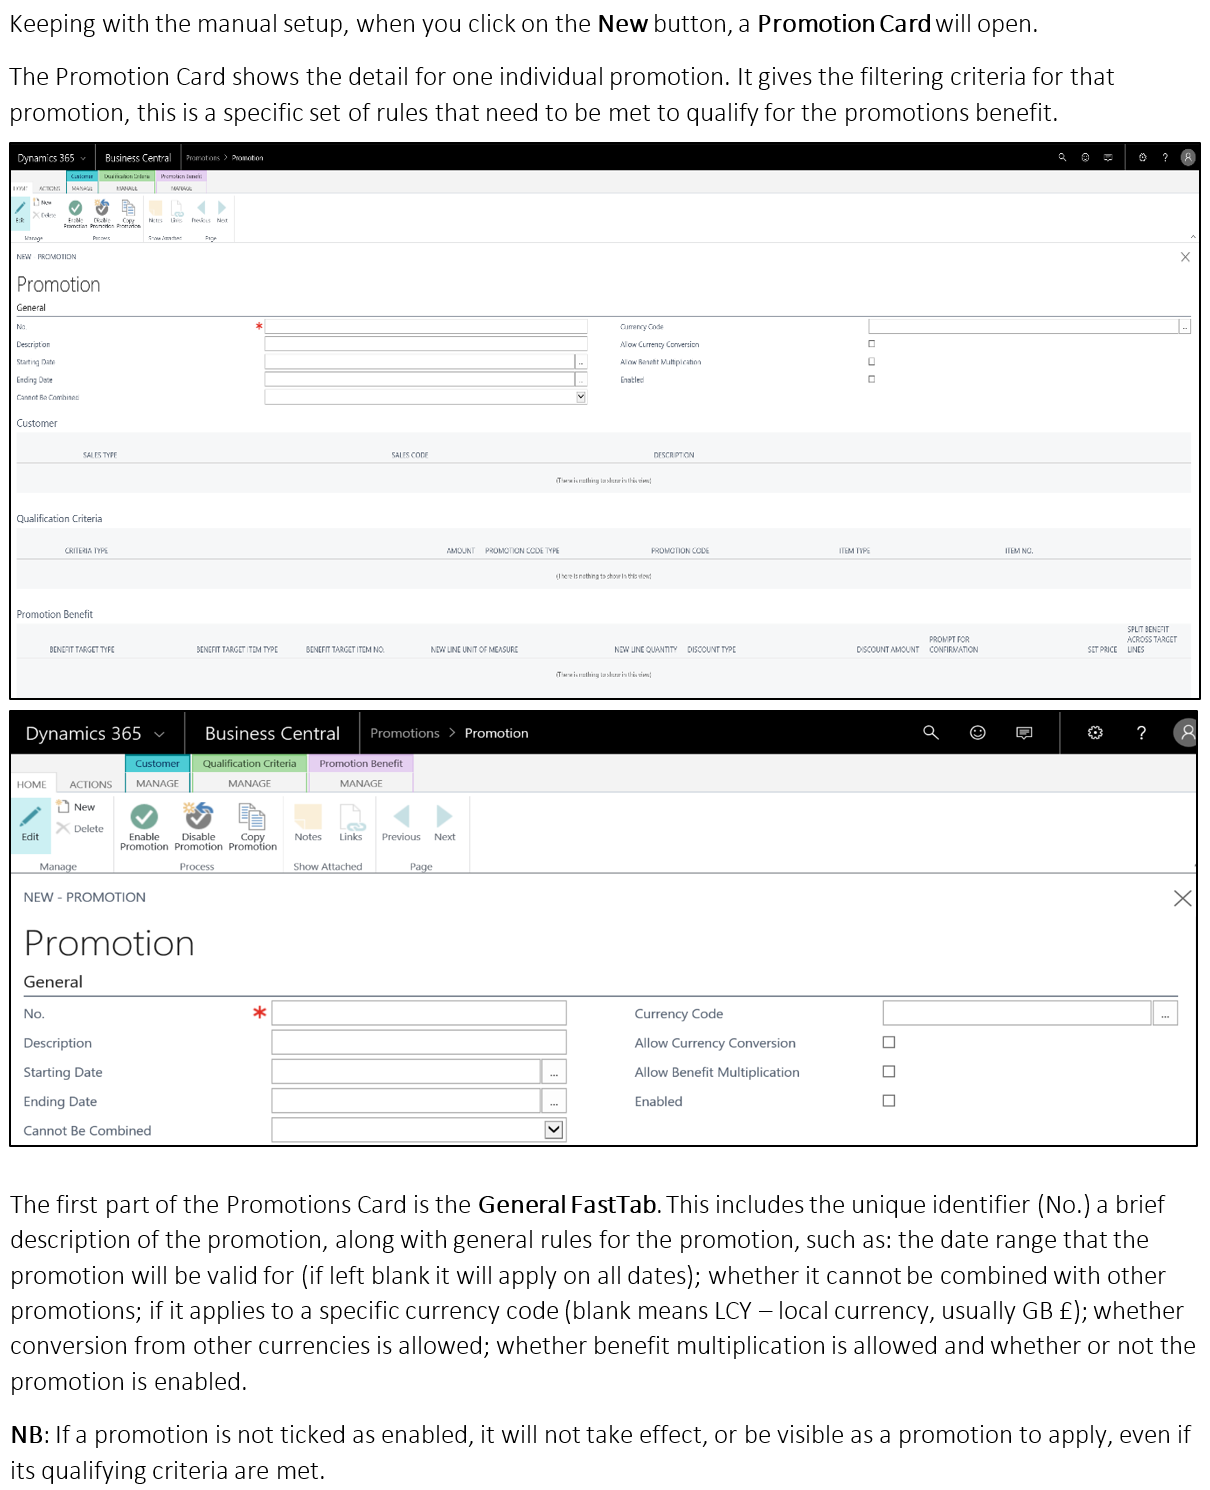 Keeping with the manual setup, when you click on the New button, a Promotion Card will open.
The Promotion Card shows the detail for one individual promotion. It gives the filtering criteria for that
promotion, this is a specific set of rules that need to be met to qualify for the promotions benefit.
Dynamics 365 Business Central Promotions > Promotion ?
Customer Qualification Criteria Promotion Benefit
HOME ACTIONS MANAGE MANAGE MANAGE
New
Delete
Edit Enable Promotion Disable Promotion Copy Promotion Notes Links Previous Next
Manage Process Show Attached Page
NEW PROMOTION
Promotion
General
No Currency Code
Description Allow Currency Conversion
Starting Date Allow Benefit Multiplication
Ending Date Enabled
Cannot Be Combined
Customer
SALES TYPE SALES CODE DESCRIPTION
(There is nothing to show in this view)
Qualification Criteria
CRITERIA TYPE AMOUNT PROMOTION CODE TYPE PROMOTION CODE ITEM TYPE ITEM NO.
(There is nothing to show in this view)
Promotion Benefit
BENEFIT TARGET TYPE BENEFIT TARGET ITEM TYPE BENEFIT TARGET ITEM NO. NEW LINE UNIT OF MEASURE NEW LINE QUANTITY DISCOUNT TYPE DISCOUNT AMOUNT PROMPT FOR CONFIRMATION SET PRICE SPLIT BENEFIT ACROSS TARGET LINES
(There is nothing to show in this view)
Dynamics 365 Business Central Promotions > Promotion ?
Customer Qualification Criteria Promotion Benefit
HOME ACTIONS MANAGE MANAGE MANAGE
New
Delete
Edit Enable Disable Copy Notes Links Previous Next
Promotion Promotion Promotion
Manage Process Show Attached Page
NEW - PROMOTION
Promotion
General
No. * Currency Code ...
Description Allow Currency Conversion
Starting Date ... Allow Benefit Multiplication
Ending Date ... Enabled
Cannot Be Combined
The first part of the Promotions Card is the General FastTab. This includes the unique identifier (No.) a brief
description of the promotion, along with general rules for the promotion, such as: the date range that the
promotion will be valid for (if left blank it will apply on all dates); whether it cannot be combined with other
promotions; if it applies to a specific currency code (blank means LCY – local currency, usually GB £); whether
conversion from other currencies is allowed; whether benefit multiplication is allowed and whether or not the
promotion is enabled.
NB: If a promotion is not ticked as enabled, it will not take effect, or be visible as a promotion to apply, even if
its qualifying criteria are met.